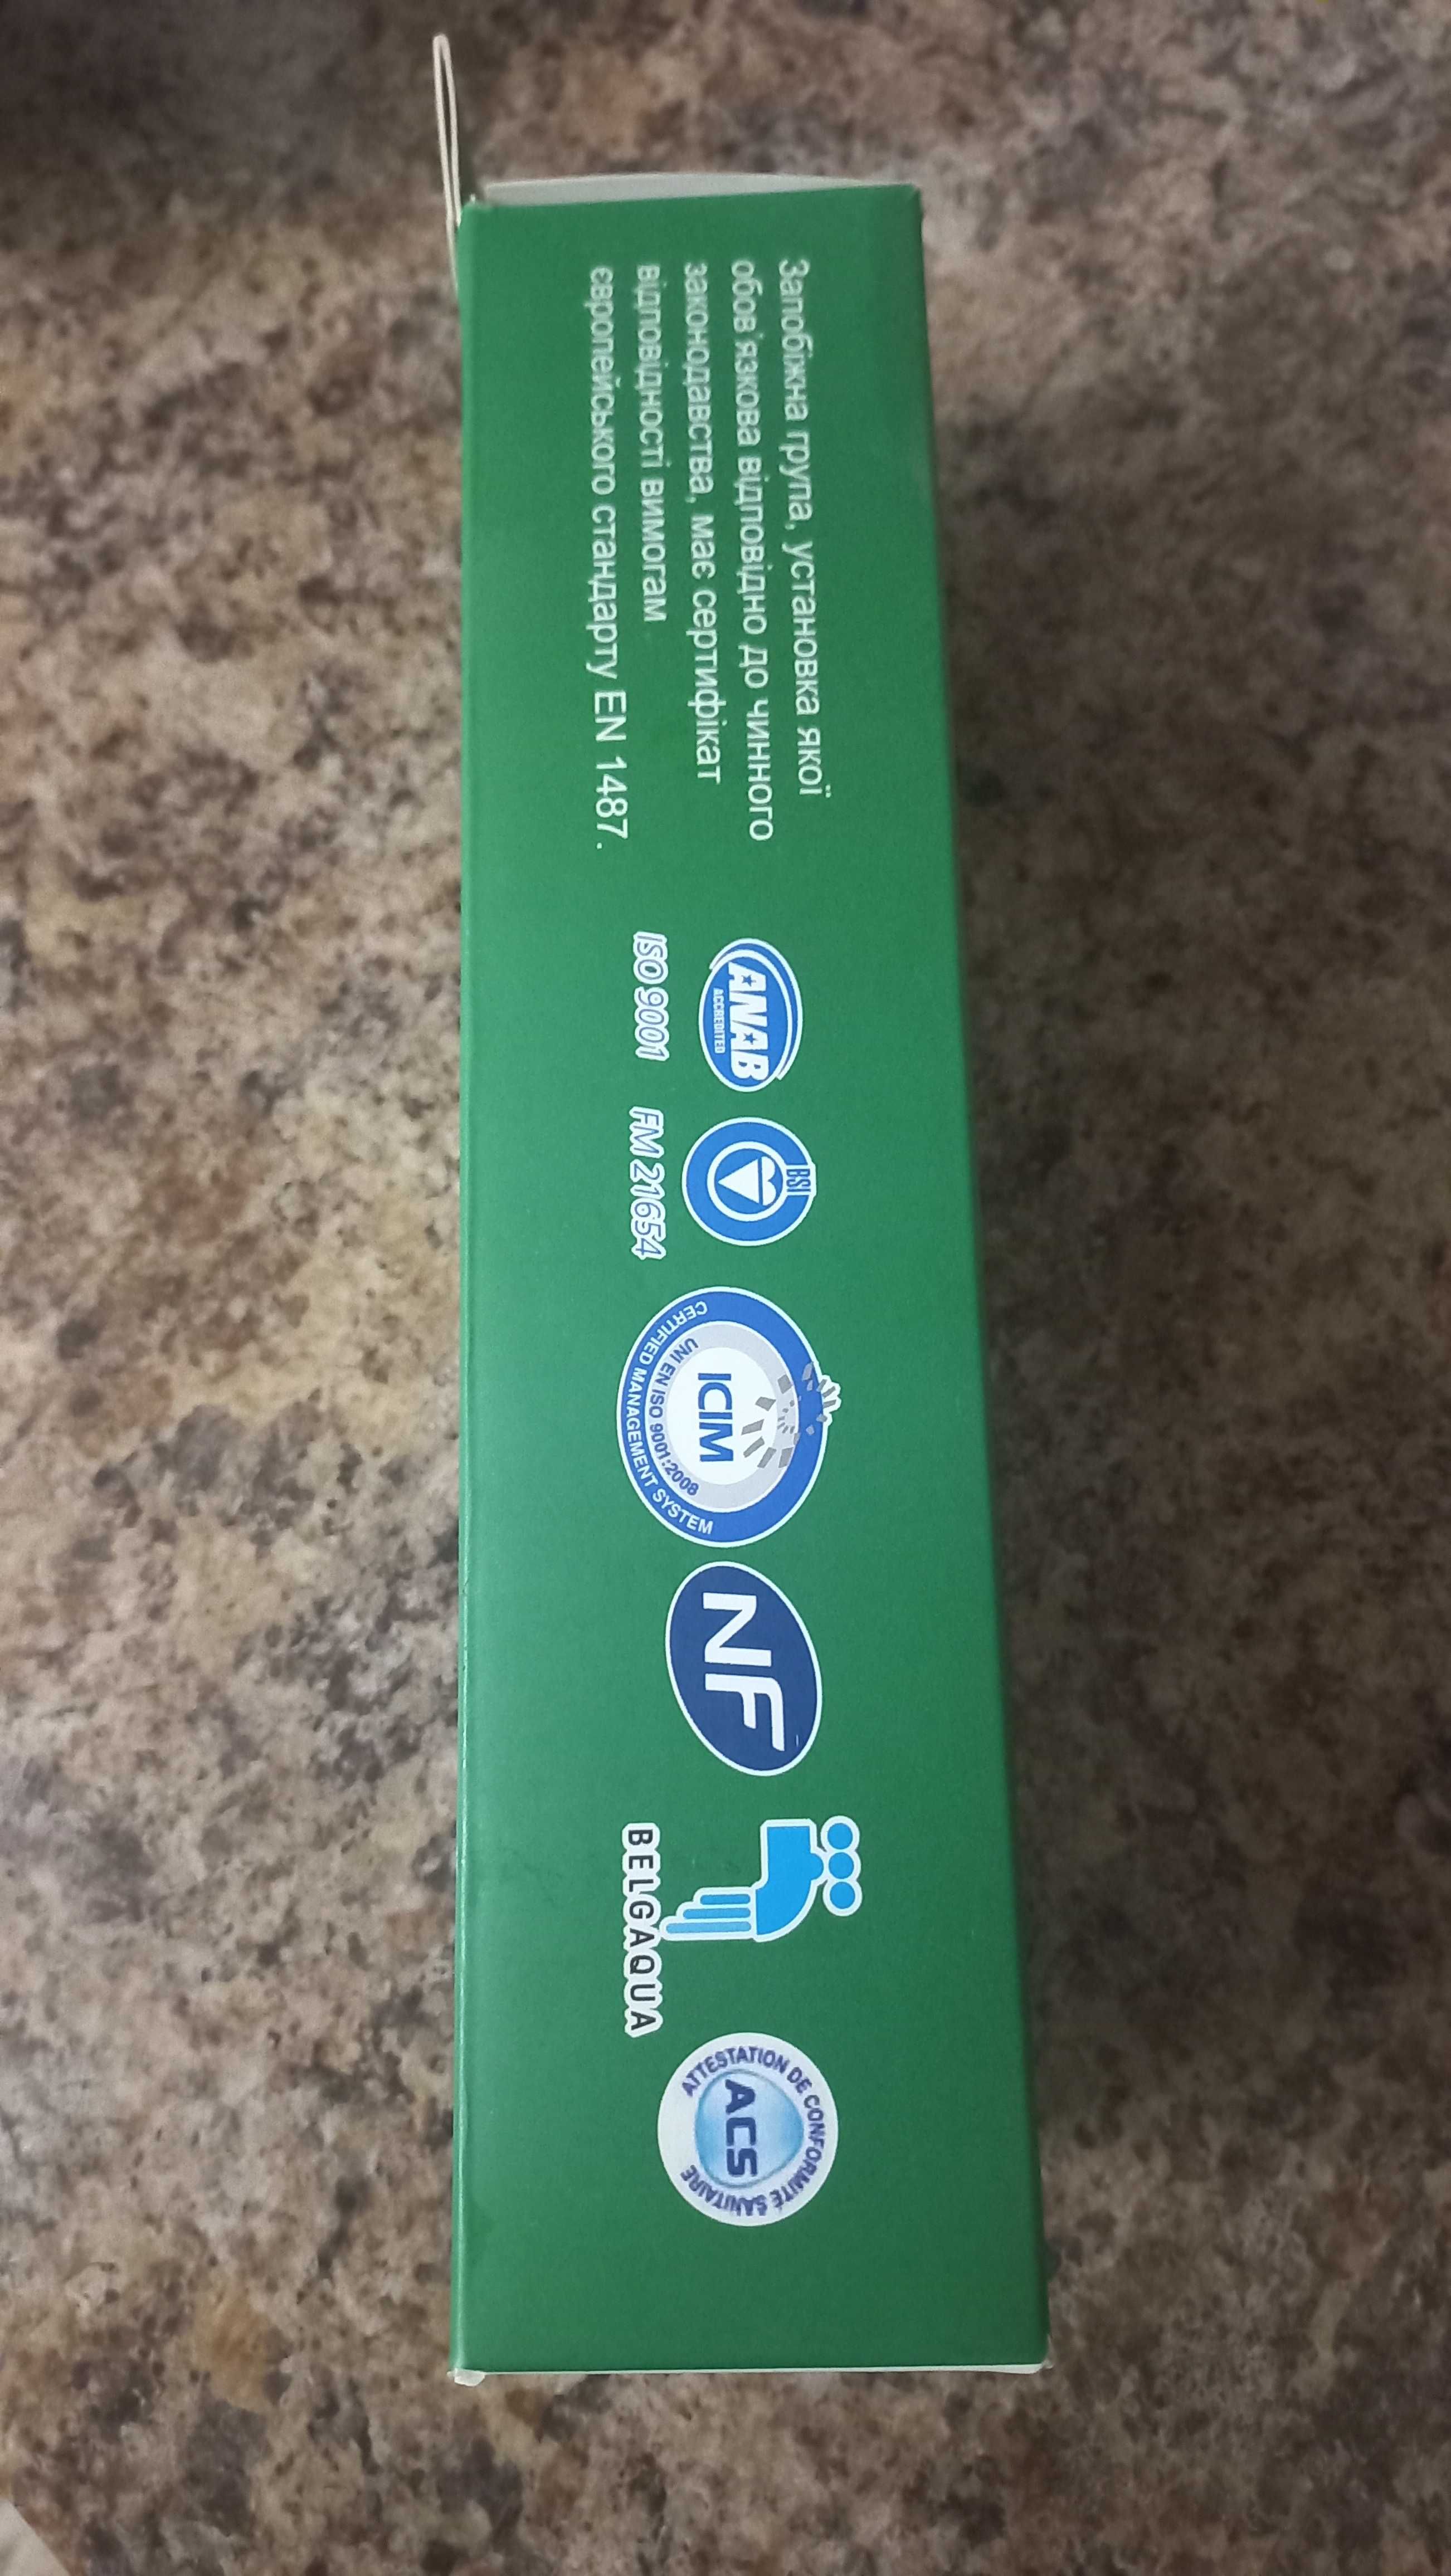 Запобіжна група, установка якої
обов'язкова відповідно до чинного
законодавства, має сертифікат
відповідності вимогам
європейського стандарту EN 1487.
ANAB
ACCREDITED
ISO 9001
BSI
FM 21654
ICIM
UNI EN ISO 9001:2008
CERTIFIED MANAGEMENT SYSTEM
NF
BELGAQUA
ATTESTATION DE CONFORMITÉ SANITAIRE
ACS